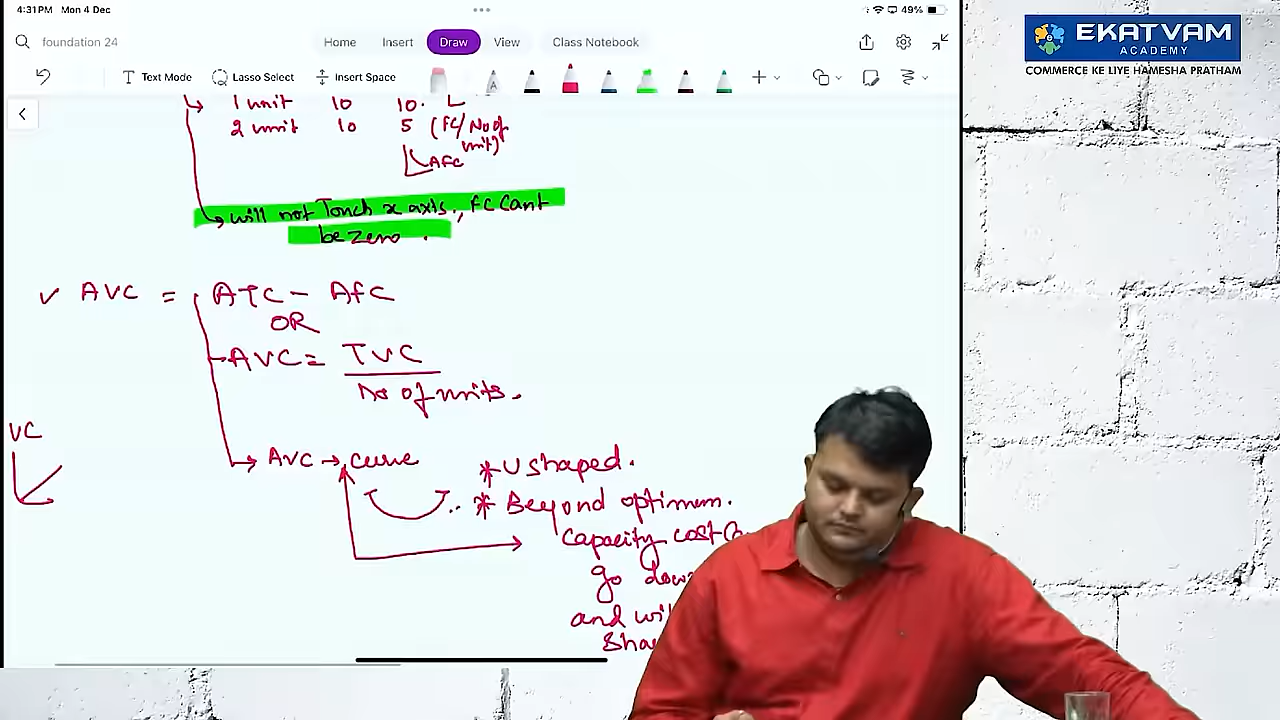 4:31 PM Mon 4 Dec
49%
foundation 24
Home Insert Draw View Class Notebook
Text Mode Lasso Select Insert Space
EKATVAM
ACADEMY
COMMERCE KE LIYE HAMESHA PRATHAM
1 unit 10 10.
2 unit 10 5 (FC/No of
unit)
AFC
will not Touch x axis., FC Cant
be zero .
✓ AVC = ATC - AFC
OR
AVC = TVC
No of units.
VC
AVC → curve
* U shaped.
* Beyond optimum.
capacity cost
go
and